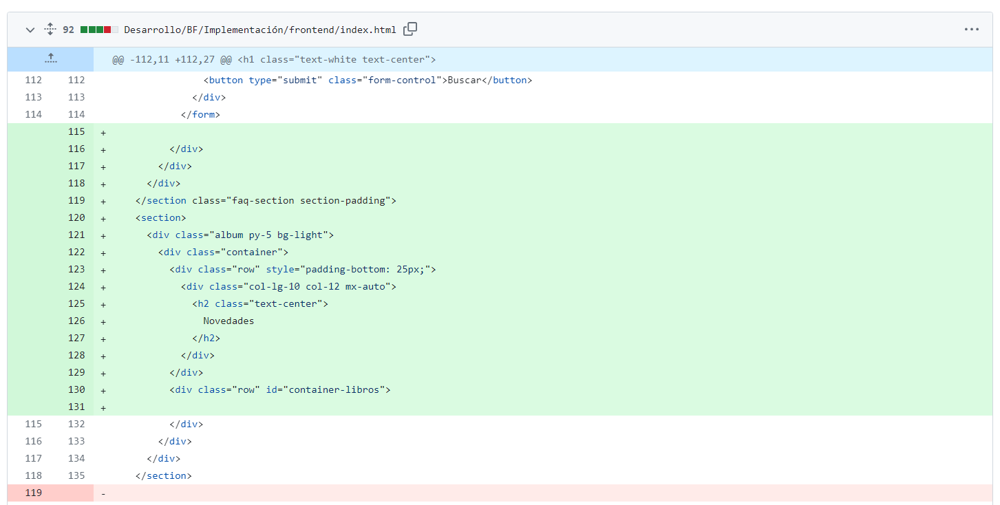 92 Desarrollo/BF/Implementación/frontend/index.html
@@ -112,11 +112,27 @@ <h1 class="text-white text-center">
112 112 <button type="submit" class="form-control">Buscar</button>
113 113 </div>
114 114 </form>
115 +
116 + </div>
117 + </div>
118 + </div>
119 + </section class="faq-section section-padding">
120 + <section>
121 + <div class="album py-5 bg-light">
122 + <div class="container">
123 + <div class="row" style="padding-bottom: 25px;">
124 + <div class="col-lg-10 col-12 mx-auto">
125 + <h2 class="text-center">
126 + Novedades
127 + </h2>
128 + </div>
129 + </div>
130 + <div class="row" id="container-libros">
131 +
115 132 </div>
116 133 </div>
117 134 </div>
118 135 </section>
119 -